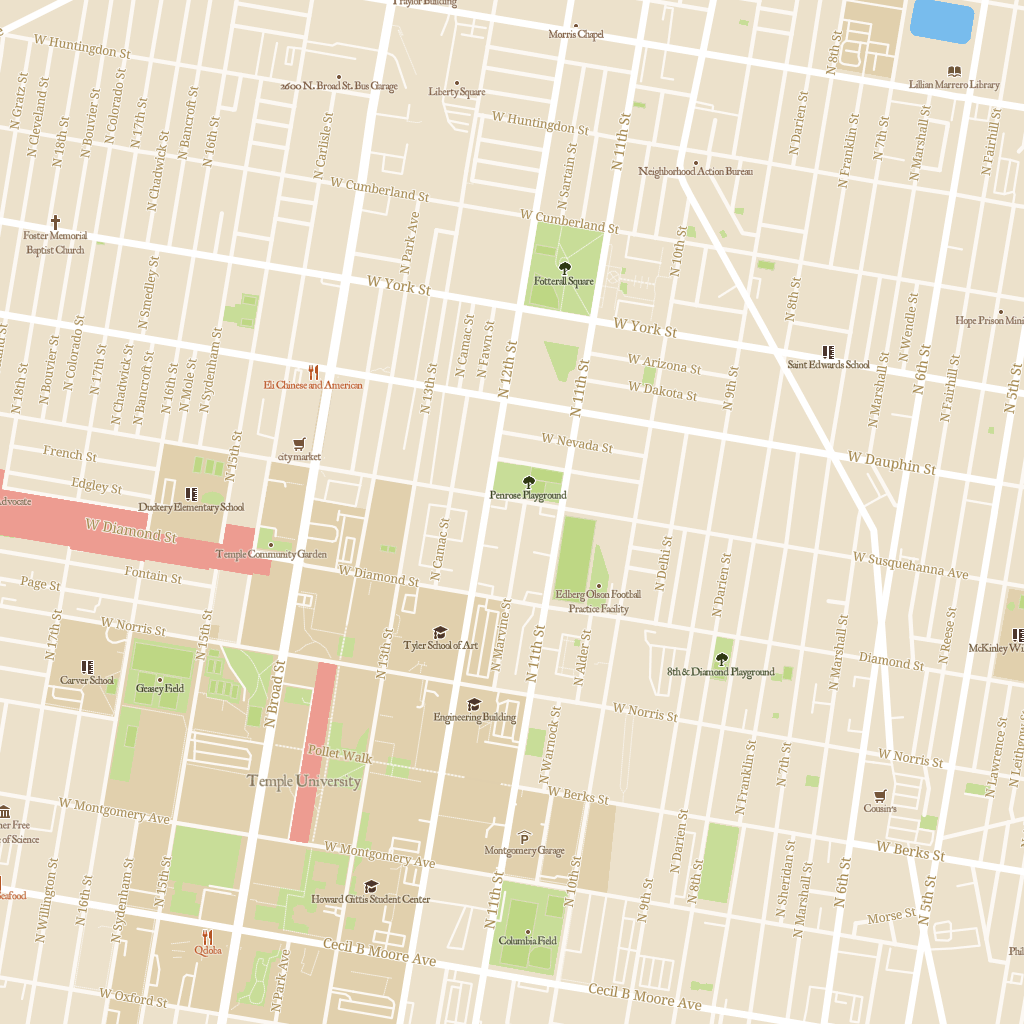 Traylor Building
Morris Chapel
W Huntingdon St
N 8th St
2600 N. Broad St. Bus Garage
Liberty Square
Lillian Marrero Library
N Gratz St
N Cleveland St
N 18th St
N Bouvier St
N Colorado St
N 17th St
N Chadwick St
N Bancroft St
N 16th St
N Carlisle St
W Huntingdon St
N Sartain St
N 11th St
N Darien St
N Franklin St
N 7th St
N Marshall St
N Fairhill St
Neighborhood Action Bureau
W Cumberland St
W Cumberland St
Foster Memorial
Baptist Church
N Park Ave
N 10th St
N Smedley St
W York St
Fotterall Square
N 8th St
W York St
N Wendle St
Hope Prison Mini
N 18th St
N Bouvier St
N Colorado St
N 17th St
N Chadwick St
N Bancroft St
N 16th St
N Mole St
N Sydenham St
N Camac St
N Fawn St
N 12th St
W Arizona St
W Dakota St
Saint Edwards School
Eli Chinese and American
N 13th St
N 11th St
N 9th St
N Marshall St
N 6th St
N Fairhill St
N 5th St
city market
W Nevada St
W Dauphin St
French St
N 15th St
Edgley St
Duckery Elementary School
Penrose Playground
Advocate
W Diamond St
Temple Community Garden
N Camac St
Fontain St
W Diamond St
N Delhi St
N Darien St
W Susquehanna Ave
Page St
Edberg Olson Football
Practice Facility
N 17th St
W Norris St
N 15th St
N 13th St
Tyler School of Art
N Marvine St
N 11th St
N Alder St
N Marshall St
N Reese St
McKinley Wi
Diamond St
Carver School
Geasey Field
8th & Diamond Playground
N Broad St
Engineering Building
W Norris St
N Warnock St
N Franklin St
N 7th St
W Norris St
N Lawrence St
N Leithgow St
Pollet Walk
Temple University
W Berks St
Cousin's
ner Free
e of Science
W Montgomery Ave
W Montgomery Ave
Montgomery Garage
P
N Darien St
W Berks St
N Willington St
N 16th St
N Sydenham St
N 15th St
Howard Gittis Student Center
N 11th St
N 10th St
N 9th St
N 8th St
N Sheridan St
N Marshall St
N 6th St
N 5th St
Seafood
Morse St
Qdoba
Cecil B Moore Ave
Columbia Field
Phil
N Park Ave
W Oxford St
Cecil B Moore Ave